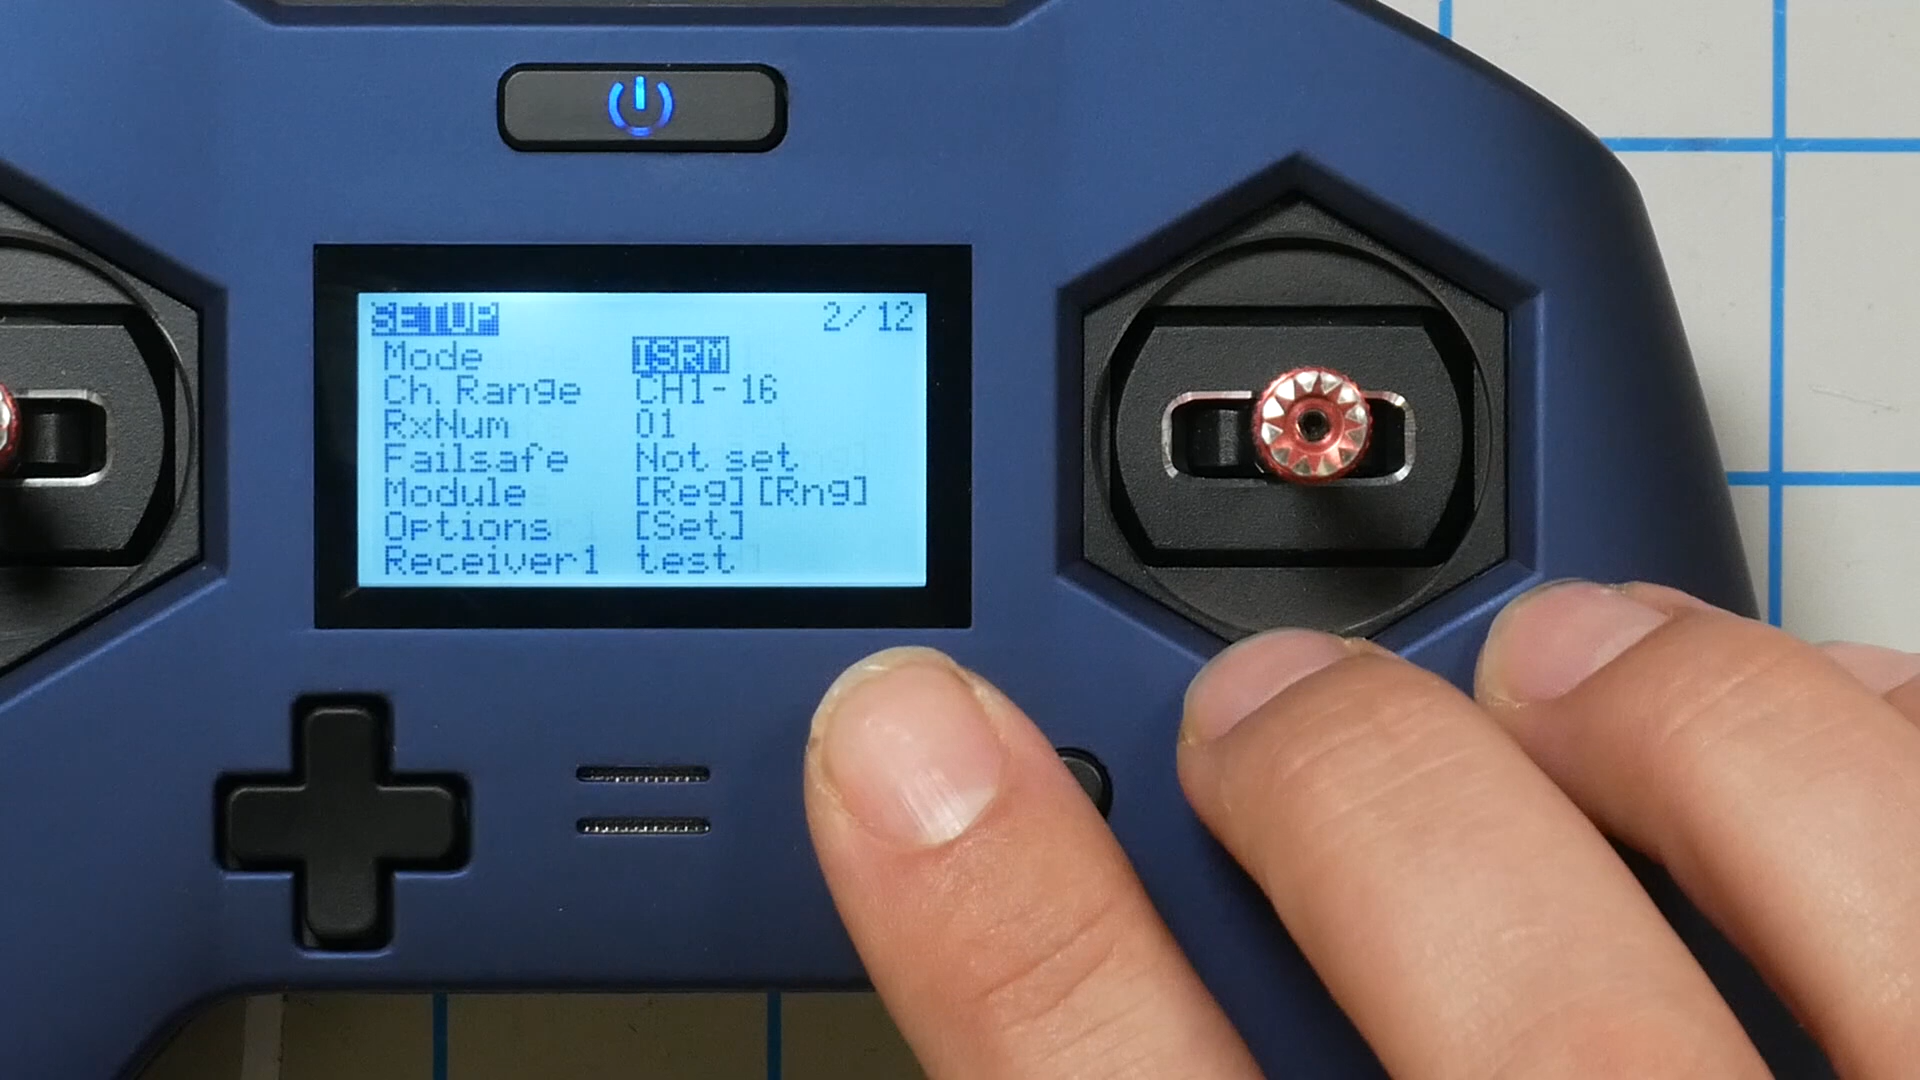 SETUP 2/12
Mode ISRM
Ch. Range CH1-16
RxNum 01
Failsafe Not set
Module [Reg] [Rng]
Options [Set]
Receiver1 test